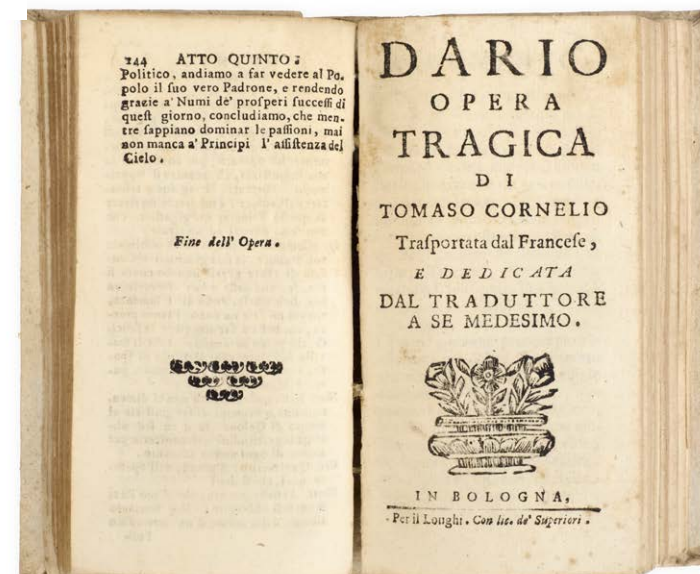 244 ATTO QUINTO.
Politico, andiamo a far vedere al Po-
polo il ſuo vero Padrone, e rendendo
grazie a' Numi de' proſperi ſucceſſi di
queſt giorno, concludiamo, che men-
tre ſappiano dominar le paſſioni, mai
non manca a' Principi l' aſſiſtenza del
Cielo.
Fine dell' Opera.
DARIO
OPERA
TRAGICA
DI
TOMASO CORNELIO
Traſportata dal Franceſe,
E DEDICATA
DAL TRADUTTORE
A SE MEDESIMO.
IN BOLOGNA,
Per il Longhi. Con lic. de' Superiori.